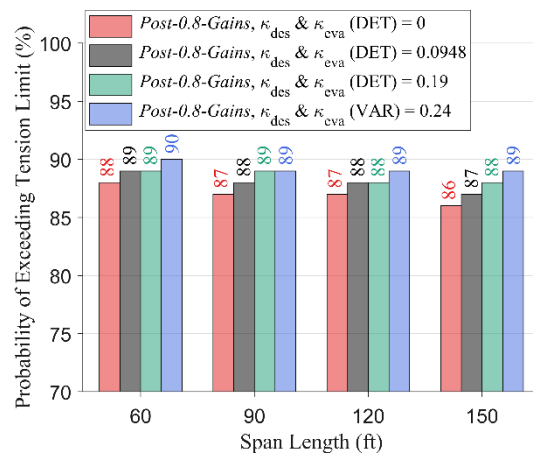 Probability of Exceeding Tension Limit (%)
100
95
90
85
80
75
70
Post-0.8-Gains, κdes & κeva (DET) = 0
Post-0.8-Gains, κdes & κeva (DET) = 0.0948
Post-0.8-Gains, κdes & κeva (DET) = 0.19
Post-0.8-Gains, κdes & κeva (VAR) = 0.24
88 89 89 90
87 88 89 89
87 88 88 89
86 87 88 89
60 90 120 150
Span Length (ft)